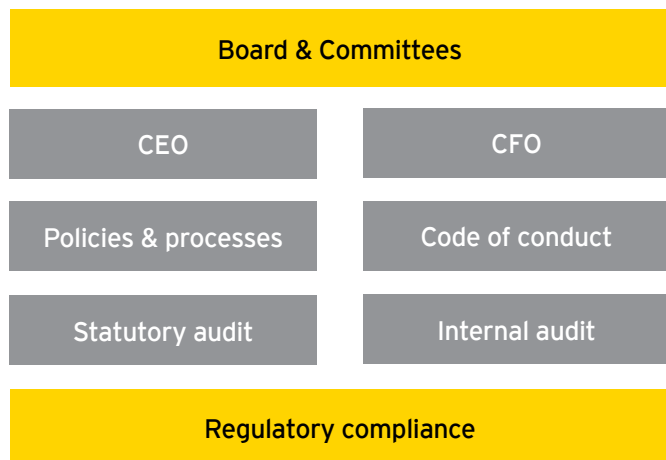 Board & Committees
CEO
CFO
Policies & processes
Code of conduct
Statutory audit
Internal audit
Regulatory compliance